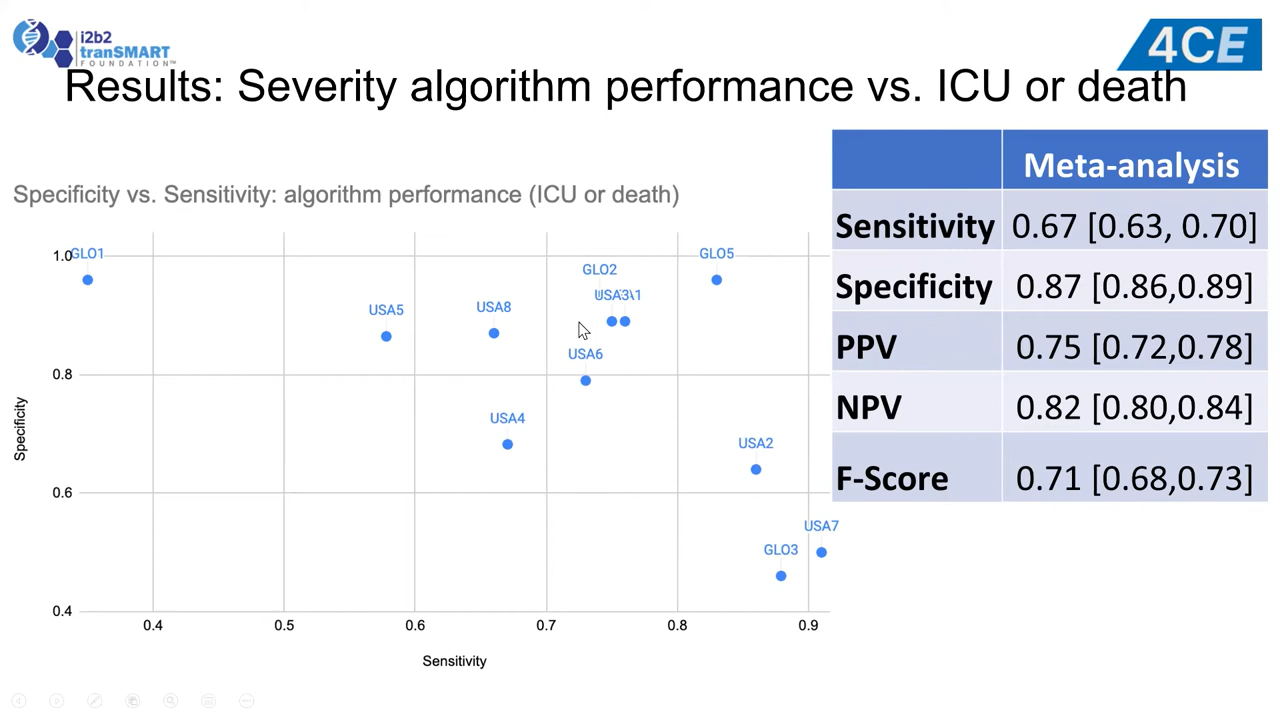 i2b2
tranSMART
FOUNDATION™
4CE
Results: Severity algorithm performance vs. ICU or death
Specificity vs. Sensitivity: algorithm performance (ICU or death)
Specificity
1.0
0.8
0.6
0.4
GLO1
GLO5
GLO2
USA3
USA5
USA8
USA6
USA4
USA2
USA7
GLO3
0.4 0.5 0.6 0.7 0.8 0.9
Sensitivity
Meta-analysis
Sensitivity 0.67 [0.63, 0.70]
Specificity 0.87 [0.86,0.89]
PPV 0.75 [0.72,0.78]
NPV 0.82 [0.80,0.84]
F-Score 0.71 [0.68,0.73]